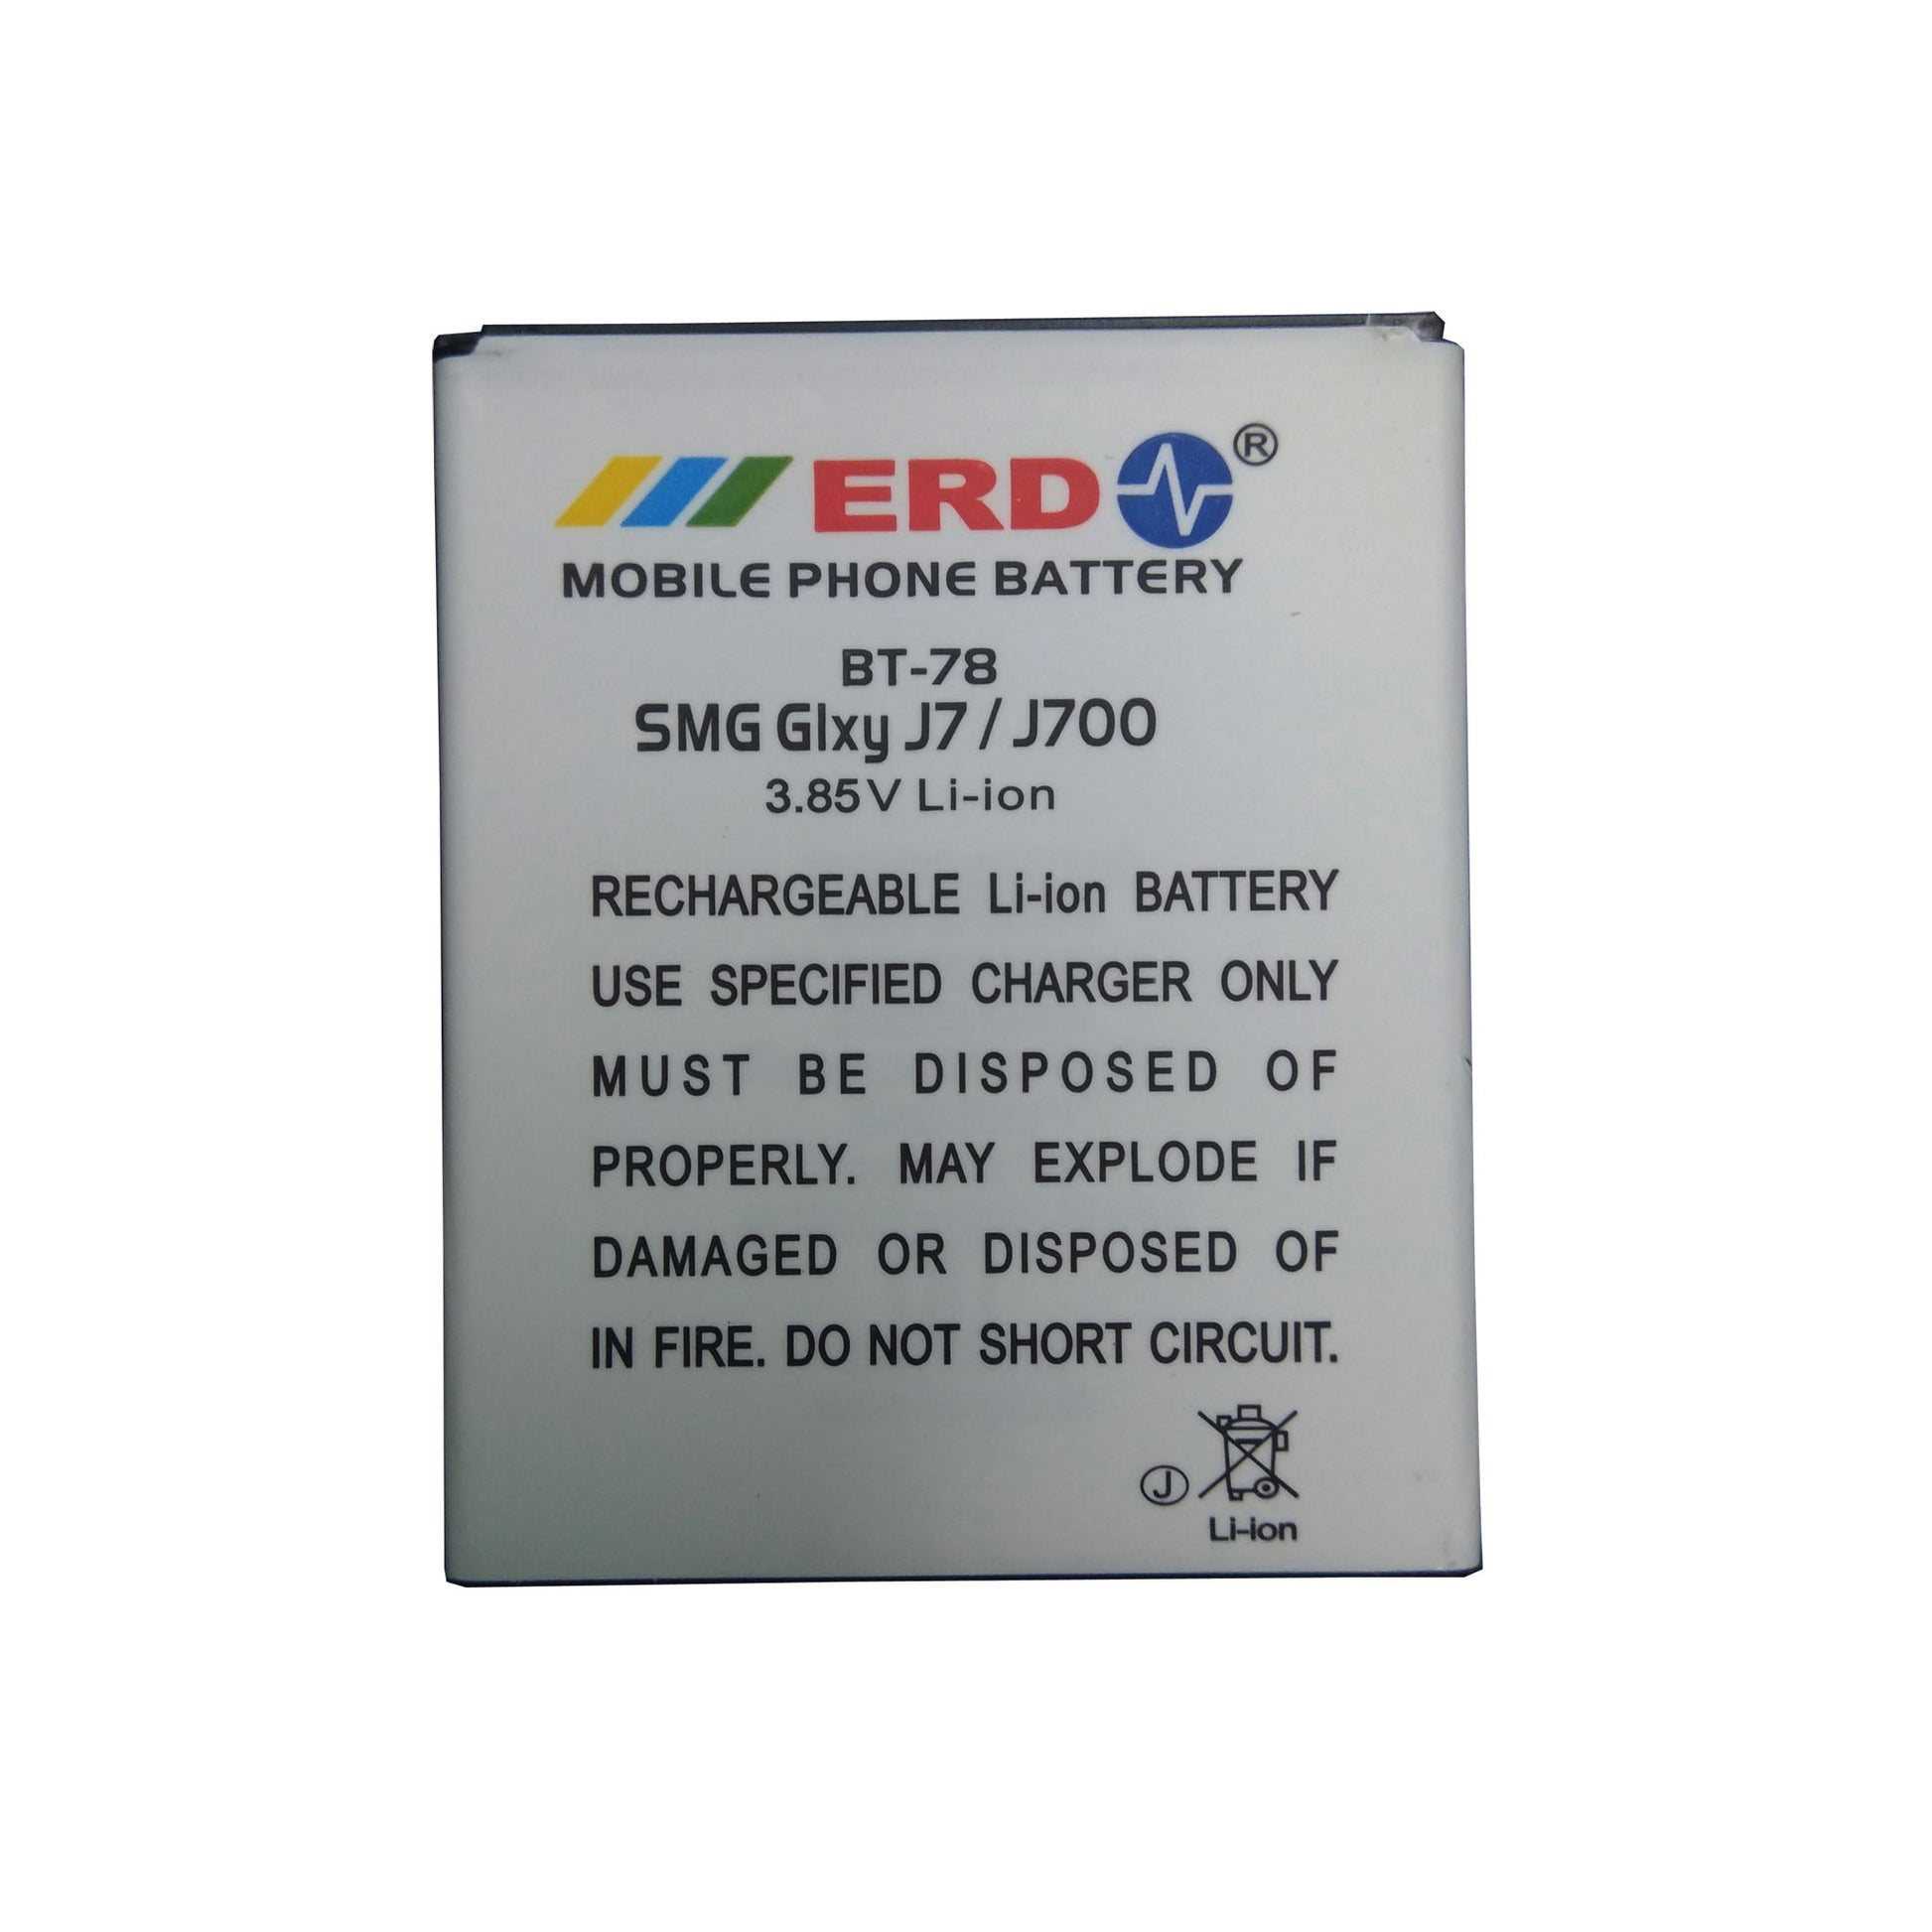 ERD ®
MOBILE PHONE BATTERY
BT-78
SMG Glxy J7 / J700
3.85V Li-ion
RECHARGEABLE Li-ion BATTERY
USE SPECIFIED CHARGER ONLY
MUST BE DISPOSED OF
PROPERLY. MAY EXPLODE IF
DAMAGED OR DISPOSED OF
IN FIRE. DO NOT SHORT CIRCUIT.
J
Li-ion